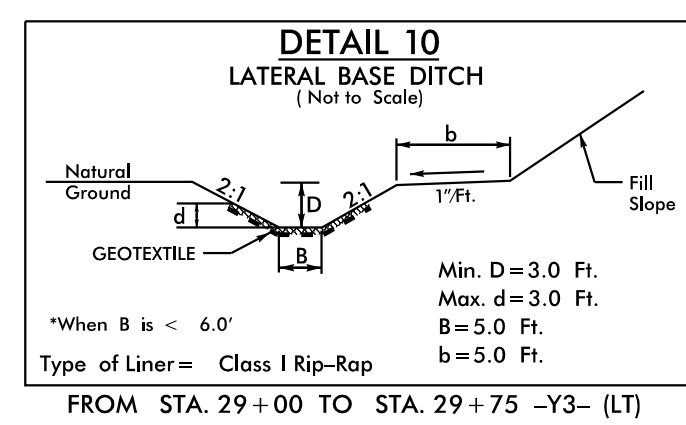 DETAIL 10
LATERAL BASE DITCH
( Not to Scale)
b
Natural
Ground
2:1
D
2:1
1"/Ft.
Fill
Slope
d
GEOTEXTILE
B
Min. D = 3.0 Ft.
Max. d = 3.0 Ft.
*When B is < 6.0'
B = 5.0 Ft.
b = 5.0 Ft.
Type of Liner = Class I Rip-Rap
FROM STA. 29+00 TO STA. 29+75 -Y3- (LT)